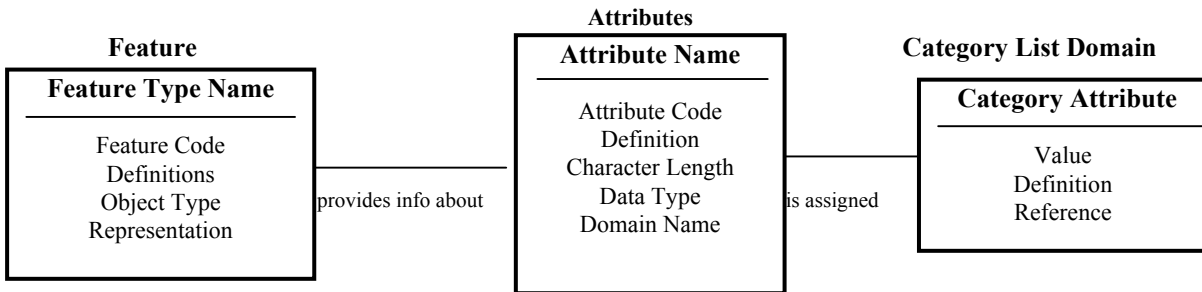 Feature
Feature Type Name
Feature Code
Definitions
Object Type
Representation
provides info about
Attributes
Attribute Name
Attribute Code
Definition
Character Length
Data Type
Domain Name
is assigned
Category List Domain
Category Attribute
Value
Definition
Reference